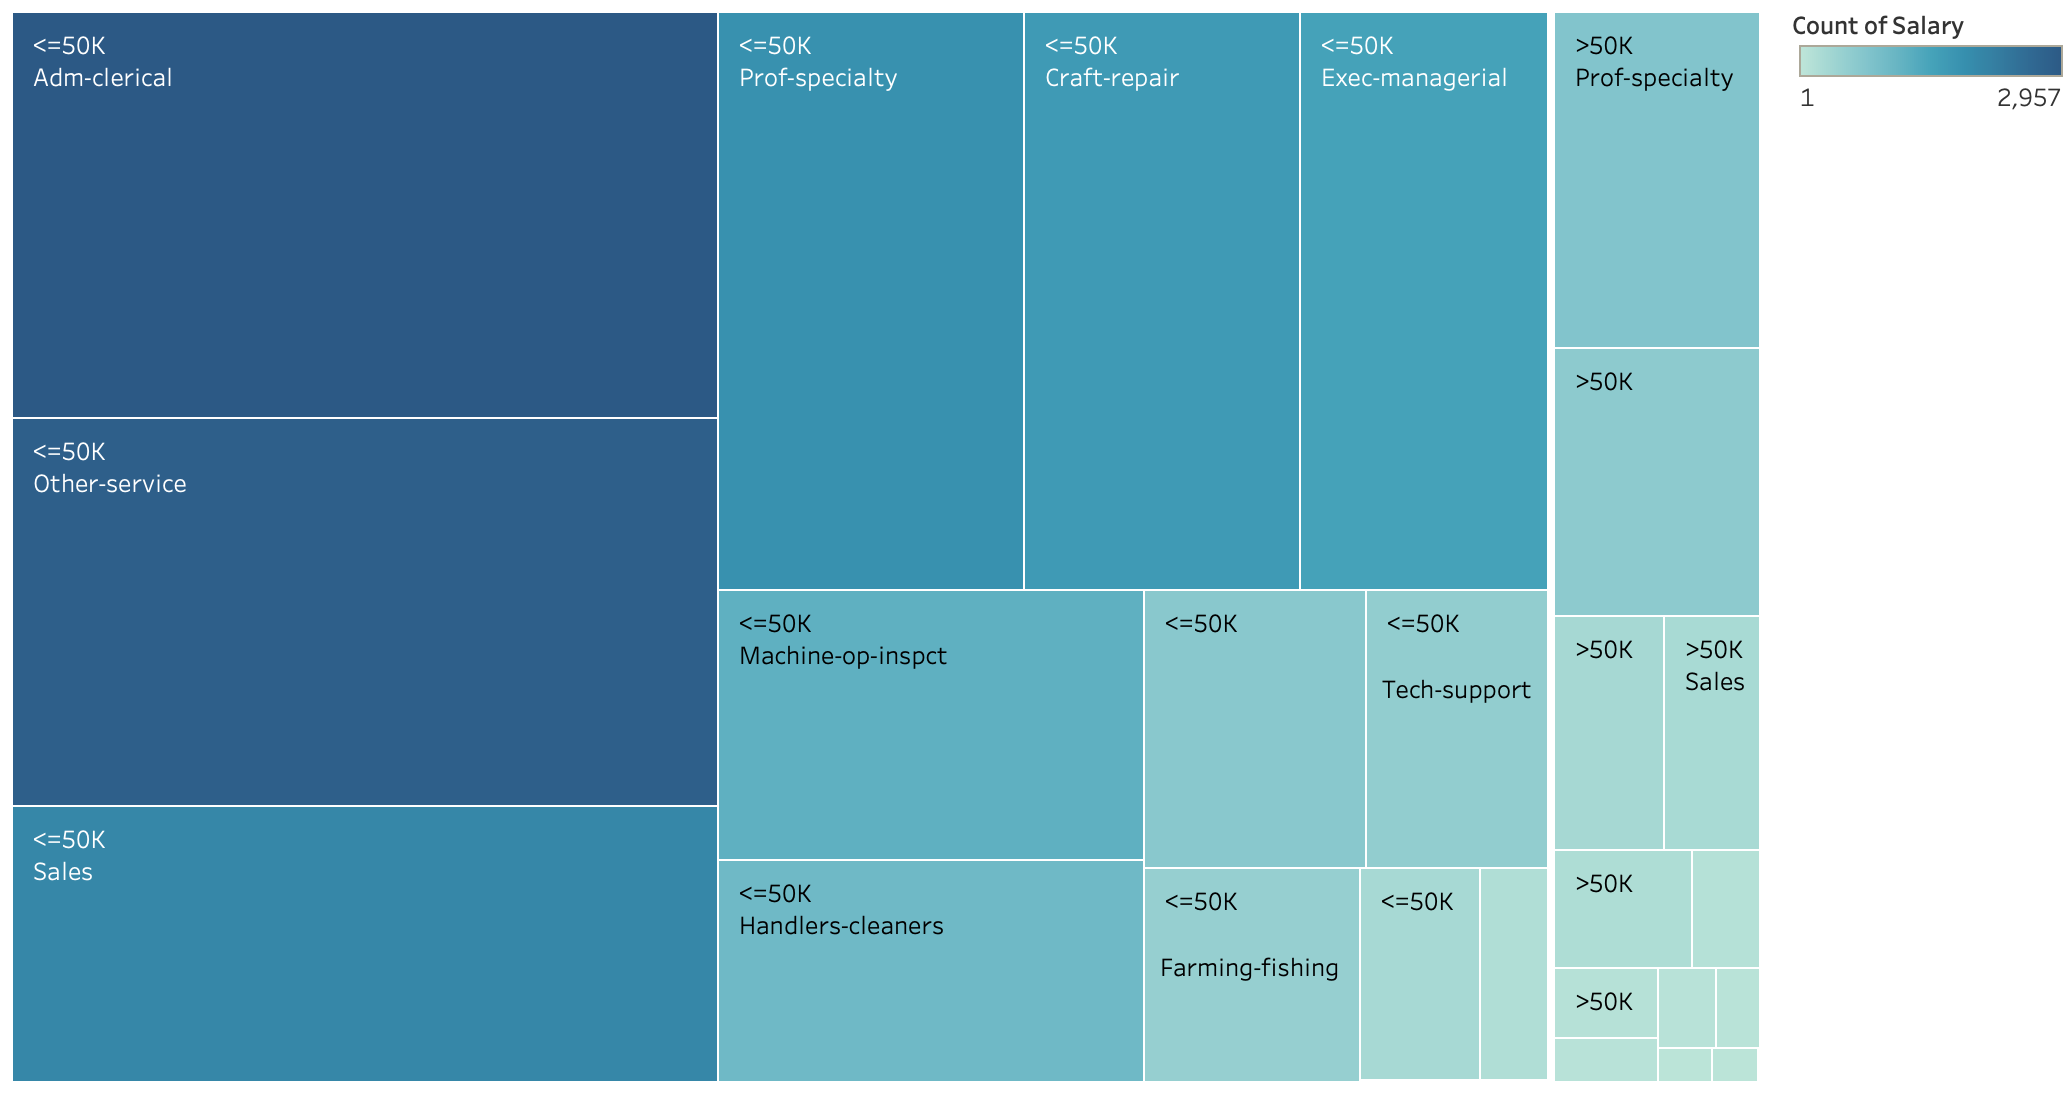 <=50K
Adm-clerical
<=50K
Other-service
<=50K
Sales
<=50K
Prof-specialty
<=50K
Craft-repair
<=50K
Exec-managerial
<=50K
Machine-op-inspct
<=50K
Handlers-cleaners
<=50K
<=50K
Tech-support
<=50K
Farming-fishing
<=50K
>50K
Prof-specialty
>50K
>50K
>50K
Sales
>50K
>50K
Count of Salary
1 2,957